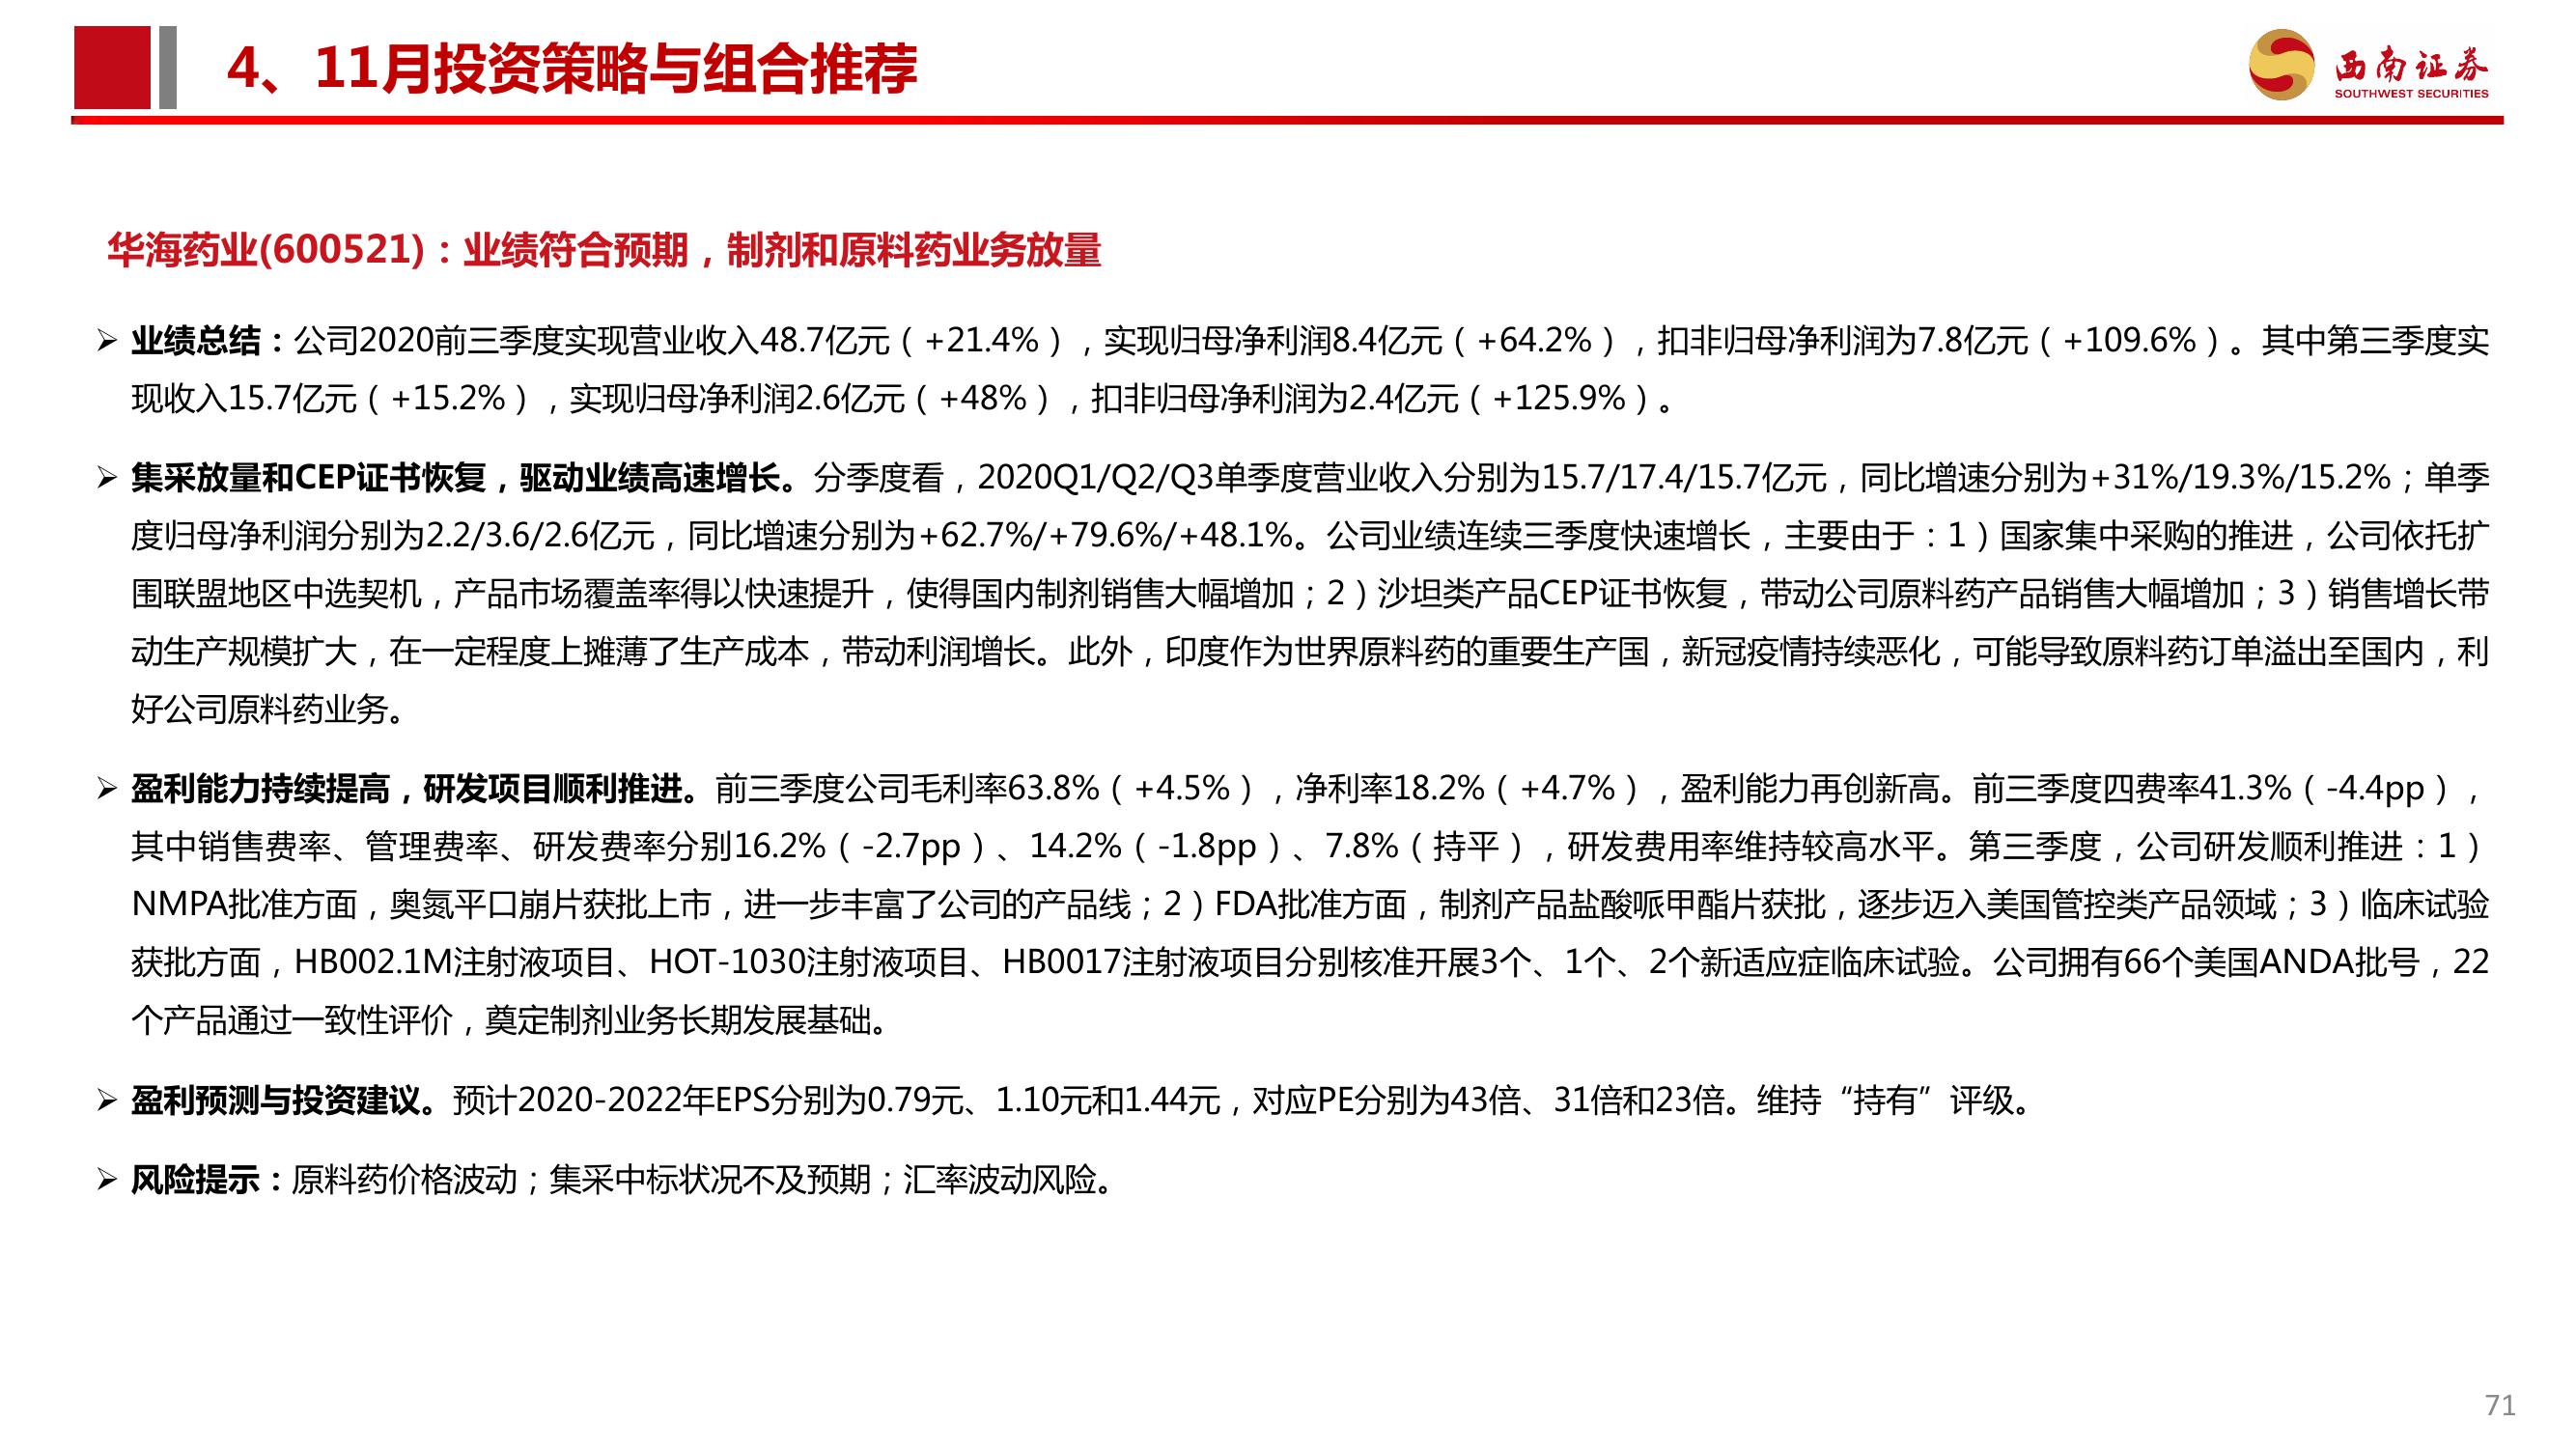 4、11月投资策略与组合推荐
西南证券
SOUTHWEST SECURITIES
华海药业(600521)：业绩符合预期，制剂和原料药业务放量
➢ 业绩总结：公司2020前三季度实现营业收入48.7亿元（+21.4%），实现归母净利润8.4亿元（+64.2%），扣非归母净利润为7.8亿元（+109.6%）。其中第三季度实
现收入15.7亿元（+15.2%），实现归母净利润2.6亿元（+48%），扣非归母净利润为2.4亿元（+125.9%）。
➢ 集采放量和CEP证书恢复，驱动业绩高速增长。分季度看，2020Q1/Q2/Q3单季度营业收入分别为15.7/17.4/15.7亿元，同比增速分别为+31%/19.3%/15.2%；单季
度归母净利润分别为2.2/3.6/2.6亿元，同比增速分别为+62.7%/+79.6%/+48.1%。公司业绩连续三季度快速增长，主要由于：1）国家集中采购的推进，公司依托扩
围联盟地区中选契机，产品市场覆盖率得以快速提升，使得国内制剂销售大幅增加；2）沙坦类产品CEP证书恢复，带动公司原料药产品销售大幅增加；3）销售增长带
动生产规模扩大，在一定程度上摊薄了生产成本，带动利润增长。此外，印度作为世界原料药的重要生产国，新冠疫情持续恶化，可能导致原料药订单溢出至国内，利
好公司原料药业务。
➢ 盈利能力持续提高，研发项目顺利推进。前三季度公司毛利率63.8%（+4.5%），净利率18.2%（+4.7%），盈利能力再创新高。前三季度四费率41.3%（-4.4pp），
其中销售费率、管理费率、研发费率分别16.2%（-2.7pp）、14.2%（-1.8pp）、7.8%（持平），研发费用率维持较高水平。第三季度，公司研发顺利推进：1）
NMPA批准方面，奥氮平口崩片获批上市，进一步丰富了公司的产品线；2）FDA批准方面，制剂产品盐酸哌甲酯片获批，逐步迈入美国管控类产品领域；3）临床试验
获批方面，HB002.1M注射液项目、HOT-1030注射液项目、HB0017注射液项目分别核准开展3个、1个、2个新适应症临床试验。公司拥有66个美国ANDA批号，22
个产品通过一致性评价，奠定制剂业务长期发展基础。
➢ 盈利预测与投资建议。预计2020-2022年EPS分别为0.79元、1.10元和1.44元，对应PE分别为43倍、31倍和23倍。维持“持有”评级。
➢ 风险提示：原料药价格波动；集采中标状况不及预期；汇率波动风险。
71